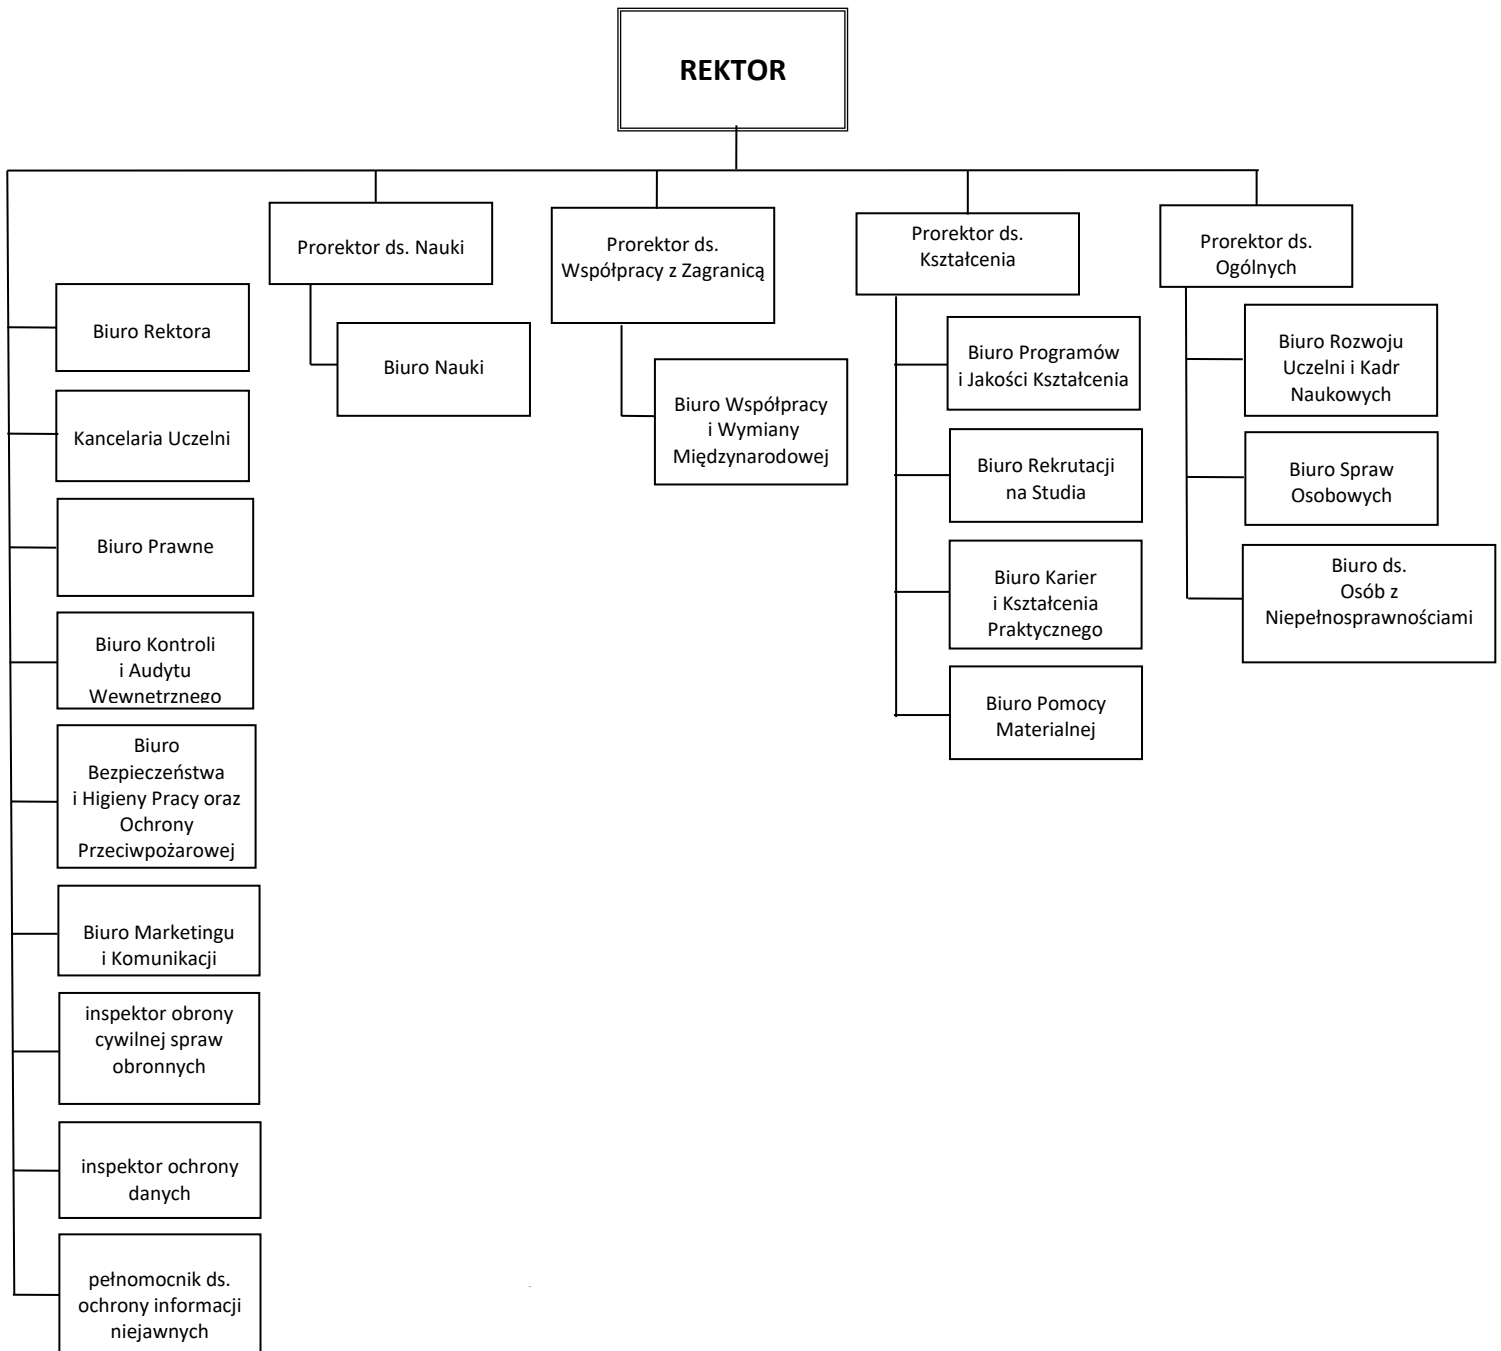 REKTOR
Prorektor ds. Nauki
Biuro Nauki
Prorektor ds.
Współpracy z Zagranicą
Biuro Współpracy
i Wymiany
Międzynarodowej
Prorektor ds.
Kształcenia
Biuro Programów
i Jakości Kształcenia
Biuro Rekrutacji
na Studia
Biuro Karier
i Kształcenia
Praktycznego
Biuro Pomocy
Materialnej
Prorektor ds.
Ogólnych
Biuro Rozwoju
Uczelni i Kadr
Naukowych
Biuro Spraw
Osobowych
Biuro ds.
Osób z
Niepełnosprawnościami
Biuro Rektora
Kancelaria Uczelni
Biuro Prawne
Biuro Kontroli
i Audytu
Wewnętrznego
Biuro
Bezpieczeństwa
i Higieny Pracy oraz
Ochrony
Przeciwpożarowej
Biuro Marketingu
i Komunikacji
inspektor obrony
cywilnej spraw
obronnych
inspektor ochrony
danych
pełnomocnik ds.
ochrony informacji
niejawnych